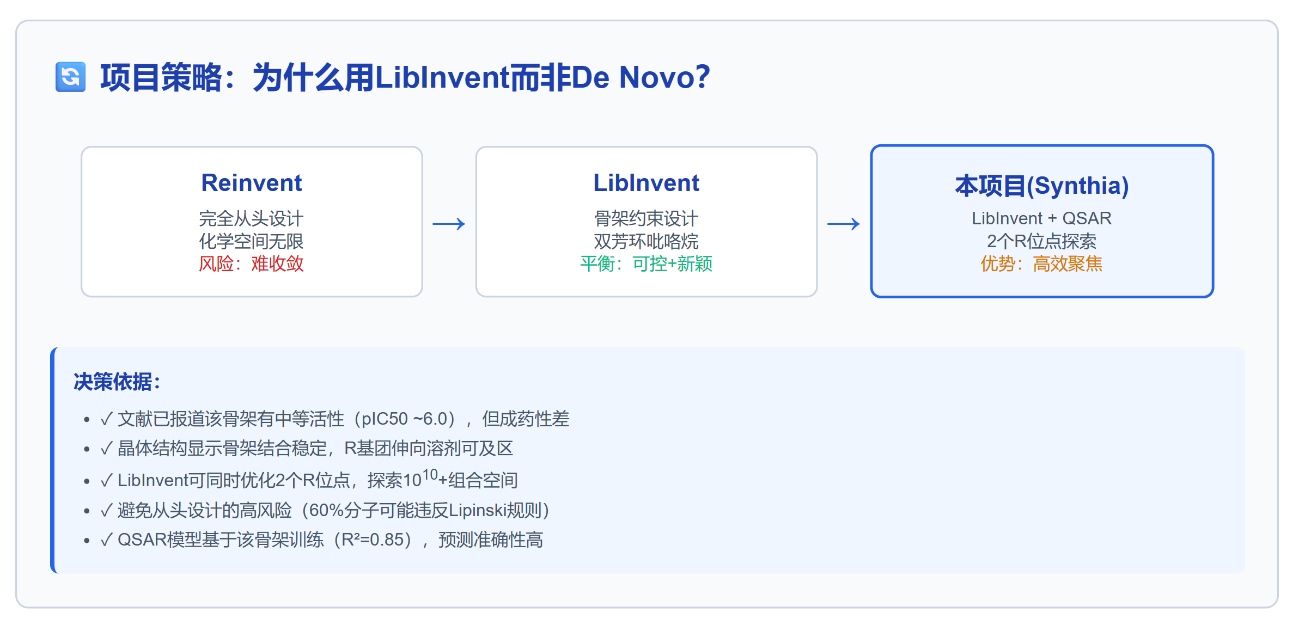 项目策略：为什么用LibInvent而非De Novo？
Reinvent
完全从头设计
化学空间无限
风险：难收敛
→
LibInvent
骨架约束设计
双芳环吡咯烷
平衡：可控+新颖
→
本项目(Synthia)
LibInvent + QSAR
2个R位点探索
优势：高效聚焦
决策依据：
• ✓ 文献已报道该骨架有中等活性（pIC50 ~6.0），但成药性差
• ✓ 晶体结构显示骨架结合稳定，R基团伸向溶剂可及区
• ✓ LibInvent可同时优化2个R位点，探索10¹⁰+组合空间
• ✓ 避免从头设计的高风险（60%分子可能违反Lipinski规则）
• ✓ QSAR模型基于该骨架训练（R²=0.85），预测准确性高